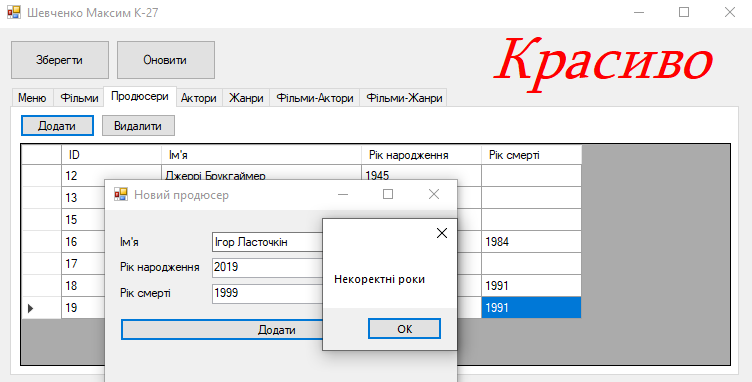 Шевченко Максим К-27
Красиво
Зберегти Оновити
Меню Фільми Продюсери Актори Жанри Фільми-Актори Фільми-Жанри
Додати Видалити
ID Ім'я Рік народження Рік смерті
12 Джеррі Брукгаймер 1945
13
15
16 1984
17
18 1991
19 1991
Новий продюсер
Ім'я Ігор Ласточкін
Рік народження 2019
Рік смерті 1999
Додати
Некоректні роки
OK